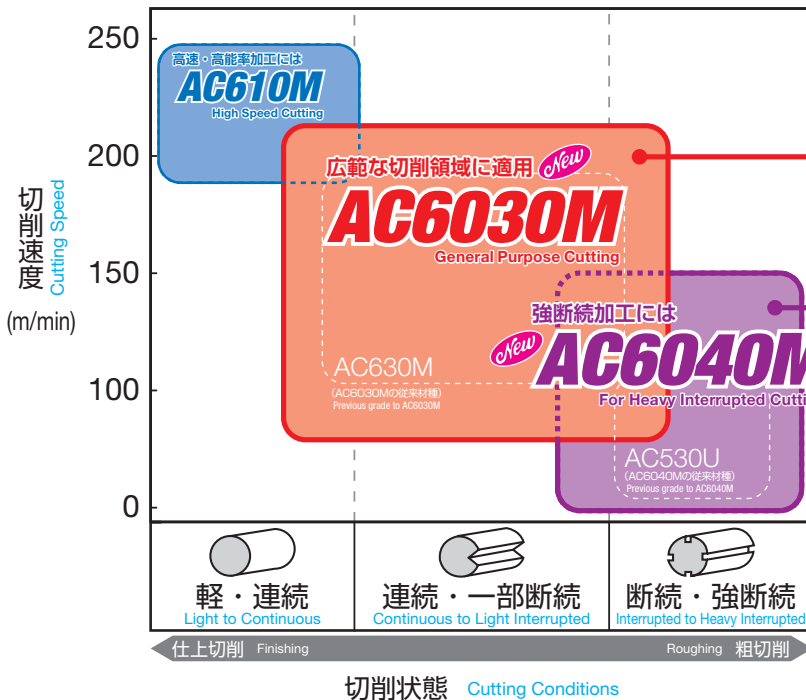 250
200
150
100
0
切削速度
Cutting Speed
(m/min)
高速・高能率加工には
AC610M
High Speed Cutting
広範な切削領域に適用
New
AC6030M
General Purpose Cutting
AC630M
(AC6030Mの従来材種)
Previous grade to AC6030M
強断続加工には
New
AC6040M
For Heavy Interrupted Cutti
AC530U
(AC6040Mの従来材種)
Previous grade to AC6040M
軽・連続
Light to Continuous
連続・一部断続
Continuous to Light Interrupted
断続・強断続
Interrupted to Heavy Interrupted
仕上切削 Finishing
Roughing 粗切削
切削状態 Cutting Conditions